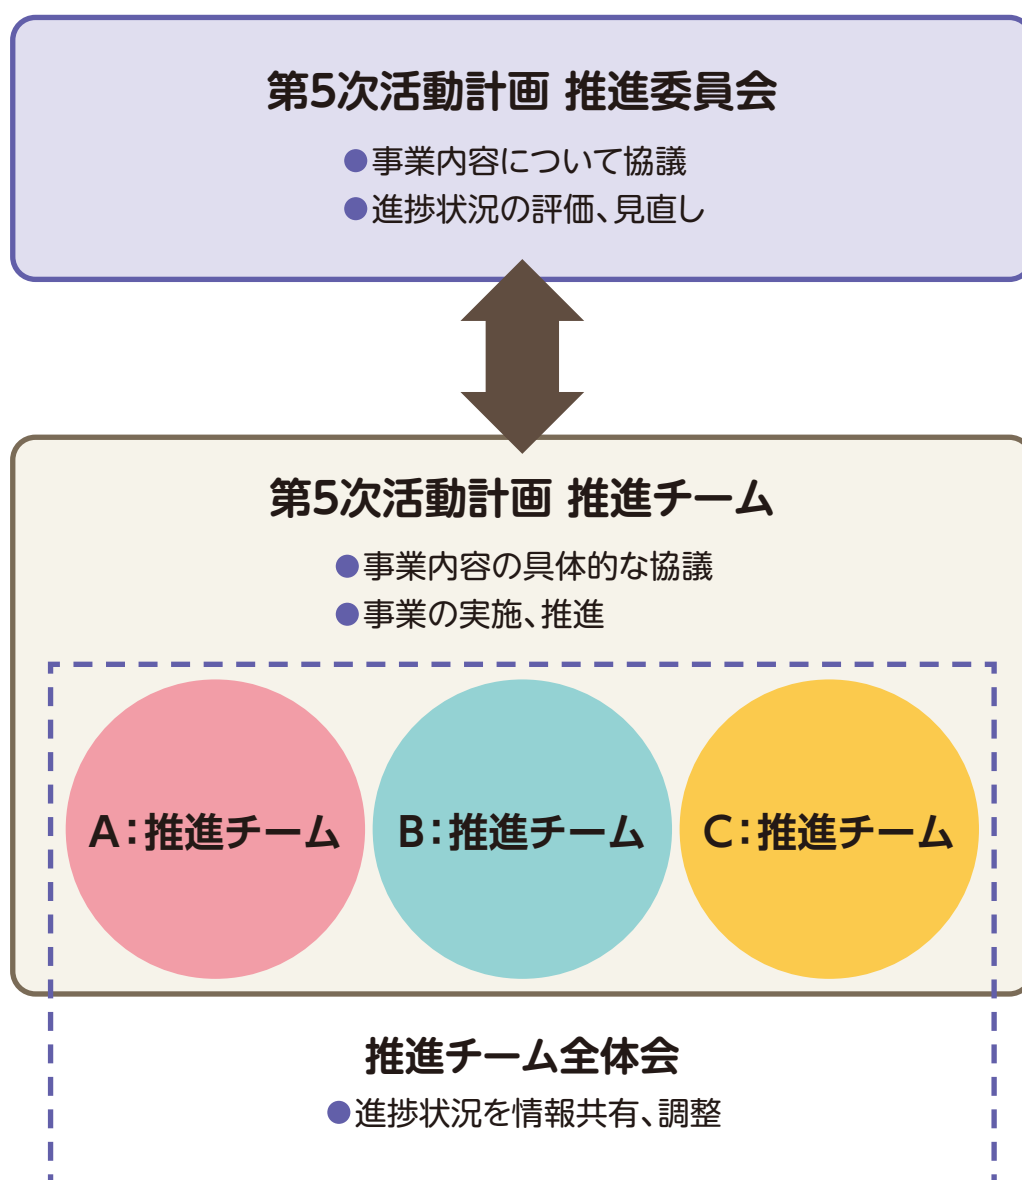 第5次活動計画 推進委員会
●事業内容について協議
●進捗状況の評価、見直し
第5次活動計画 推進チーム
●事業内容の具体的な協議
●事業の実施、推進
A：推進チーム
B：推進チーム
C：推進チーム
推進チーム全体会
●進捗状況を情報共有、調整